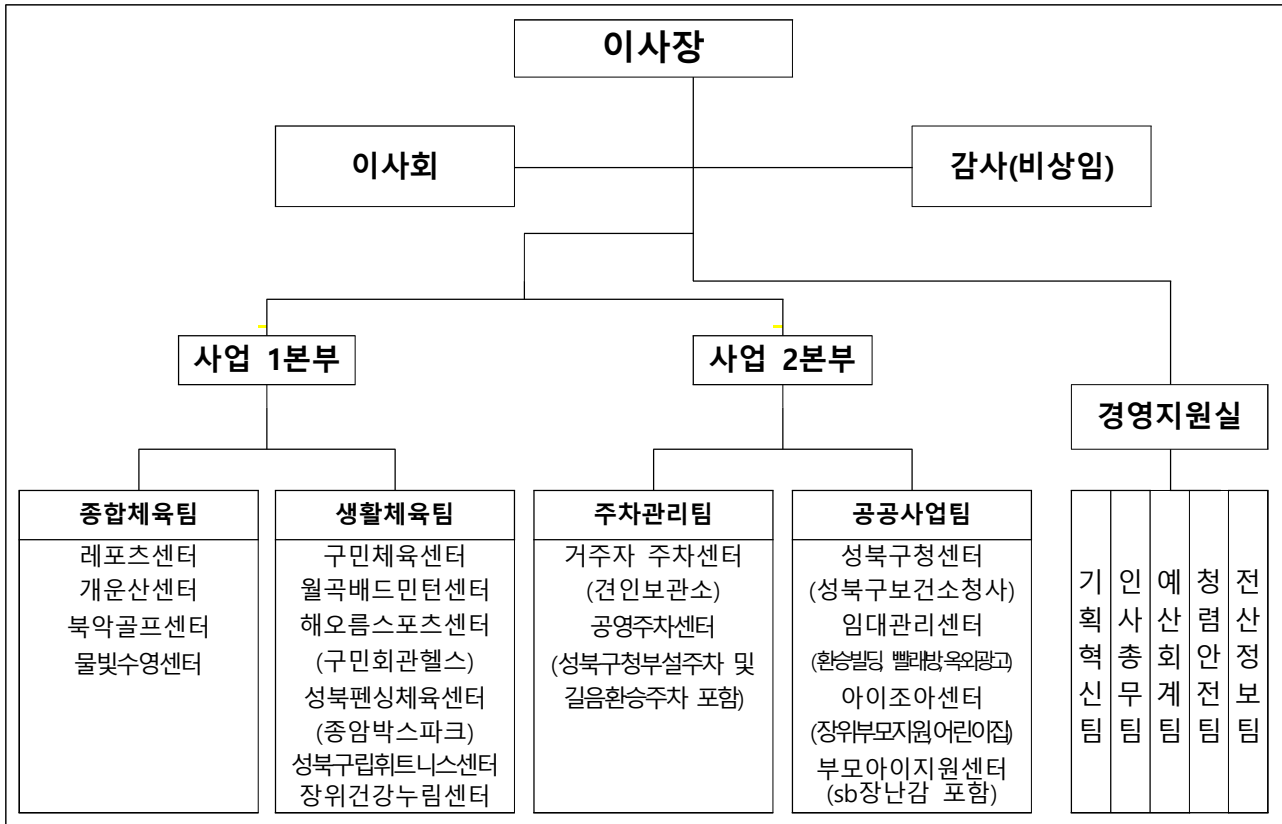 이사장
이사회
감사(비상임)
사업 1본부
사업 2본부
경영지원실
종합체육팀
레포츠센터
개운산센터
북악골프센터
물빛수영센터
생활체육팀
구민체육센터
월곡배드민턴센터
해오름스포츠센터
(구민회관헬스)
성북펜싱체육센터
(종암박스파크)
성북구립휘트니스센터
장위건강누림센터
주차관리팀
거주자 주차센터
(견인보관소)
공영주차센터
(성북구청부설주차 및
길음환승주차 포함)
공공사업팀
성북구청센터
(성북구보건소청사)
임대관리센터
(환승빌딩, 빨래방,옥외광고)
아이조아센터
(장위부모지원,어린이집)
부모아이지원센터
(sb장난감 포함)
기획혁신팀
인사총무팀
예산회계팀
청렴안전팀
전산정보팀